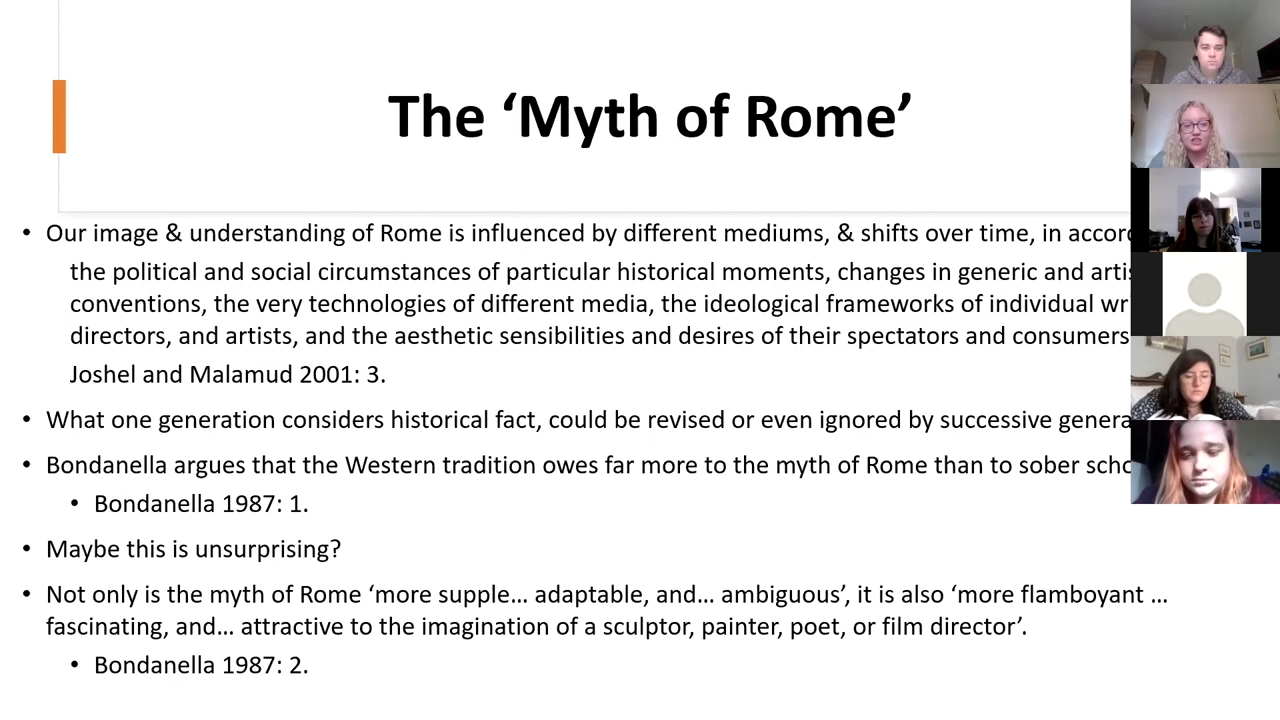 The ‘Myth of Rome’
• Our image & understanding of Rome is influenced by different mediums, & shifts over time, in
the political and social circumstances of particular historical moments, changes in generic and
conventions, the very technologies of different media, the ideological frameworks of individual
directors, and artists, and the aesthetic sensibilities and desires of their spectators and consumers
Joshel and Malamud 2001: 3.
• What one generation considers historical fact, could be revised or even ignored by successive
• Bondanella argues that the Western tradition owes far more to the myth of Rome than to sober
• Bondanella 1987: 1.
• Maybe this is unsurprising?
• Not only is the myth of Rome ‘more supple… adaptable, and… ambiguous’, it is also ‘more flamboyant …
fascinating, and… attractive to the imagination of a sculptor, painter, poet, or film director’.
• Bondanella 1987: 2.